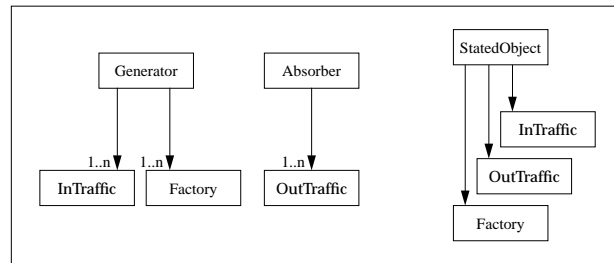 StatedObject
Generator
Absorber
InTraffic
1..n
1..n
1..n
OutTraffic
InTraffic
Factory
OutTraffic
Factory